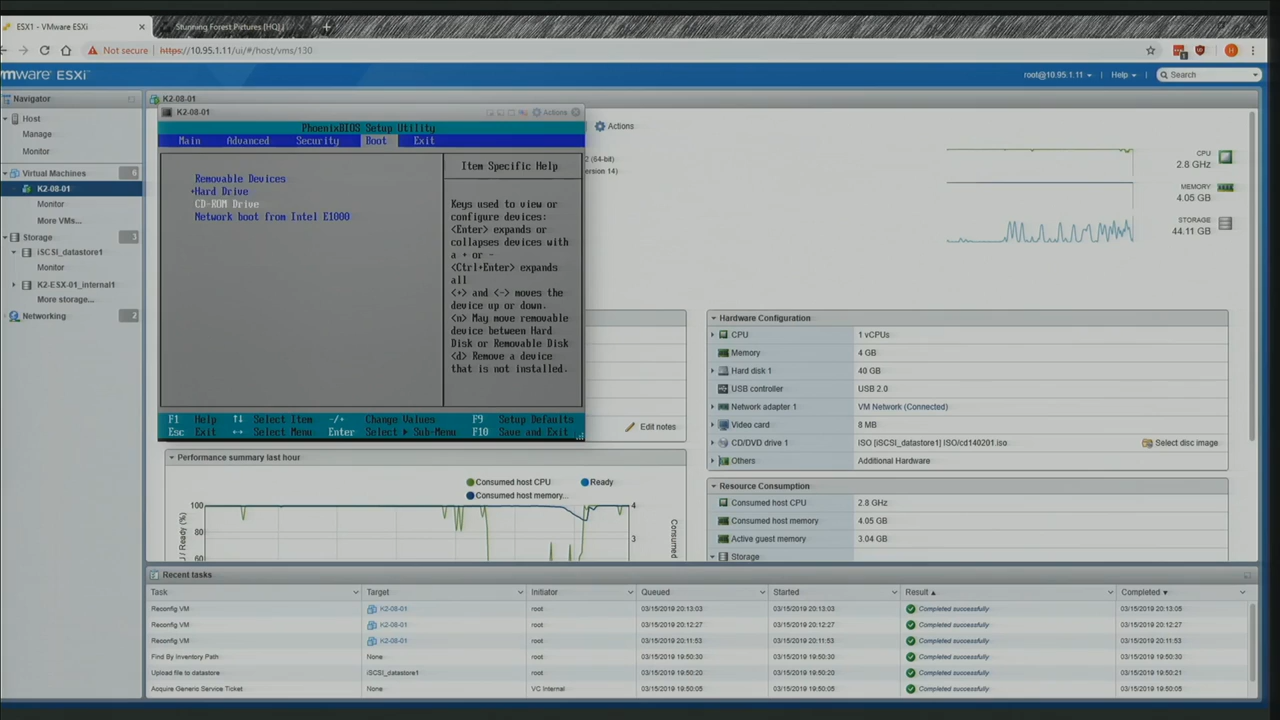 ESX1 - VMware ESXi
Stunning Forest Pictures [HQ] |
Not secure | https://10.95.1.11/ui/#/host/vms/130
H
vmware ESXi
root@10.95.1.11 | Help | Search
Navigator
Host
Manage
Monitor
Virtual Machines 6
K2-08-01
Monitor
More VMs...
Storage 3
iSCSI_datastore1
Monitor
K2-ESX-01_internal1
More storage...
Networking 2
K2-08-01
K2-08-01
Actions
PhoenixBIOS Setup Utility
Main Advanced Security Boot Exit
Removable Devices
+Hard Drive
CD-ROM Drive
Network boot from Intel E1000
Item Specific Help
Keys used to view or
configure devices:
<Enter> expands or
collapses devices with
a + or -
<Ctrl+Enter> expands
all
<+> and <-> moves the
device up or down.
<n> May move removable
device between Hard
Disk or Removable Disk
<d> Remove a device
that is not installed.
F1 Help ↑↓ Select Item -/+ Change Values F9 Setup Defaults
Esc Exit ↔ Select Menu Enter Select ▶ Sub-Menu F10 Save and Exit
Actions
2 (64-bit)
ersion 14)
CPU
2.8 GHz
MEMORY
4.05 GB
STORAGE
44.11 GB
Edit notes
Hardware Configuration
CPU 1 vCPUs
Memory 4 GB
Hard disk 1 40 GB
USB controller USB 2.0
Network adapter 1 VM Network (Connected)
Video card 8 MB
CD/DVD drive 1 ISO [iSCSI_datastore1] ISO/cd140201.iso Select disc image
Others Additional Hardware
Performance summary last hour
Consumed host CPU Ready
Consumed host memory...
100
80
60
4
3
/ Ready (%)
Consumed
Resource Consumption
Consumed host CPU 2.8 GHz
Consumed host memory 4.05 GB
Active guest memory 3.04 GB
Storage
Recent tasks
Task Target Initiator Queued Started Result Completed
Reconfig VM K2-08-01 root 03/15/2019 20:13:03 03/15/2019 20:13:03 Completed successfully 03/15/2019 20:13:05
Reconfig VM K2-08-01 root 03/15/2019 20:12:27 03/15/2019 20:12:27 Completed successfully 03/15/2019 20:12:27
Reconfig VM K2-08-01 root 03/15/2019 20:11:53 03/15/2019 20:11:53 Completed successfully 03/15/2019 20:11:53
Find By Inventory Path None root 03/15/2019 19:50:30 03/15/2019 19:50:30 Completed successfully 03/15/2019 19:50:30
Upload file to datastore iSCSI_datastore1 root 03/15/2019 19:50:20 03/15/2019 19:50:20 Completed successfully 03/15/2019 19:50:21
Acquire Generic Service Ticket None VC Internal 03/15/2019 19:50:05 03/15/2019 19:50:05 Completed successfully 03/15/2019 19:50:05